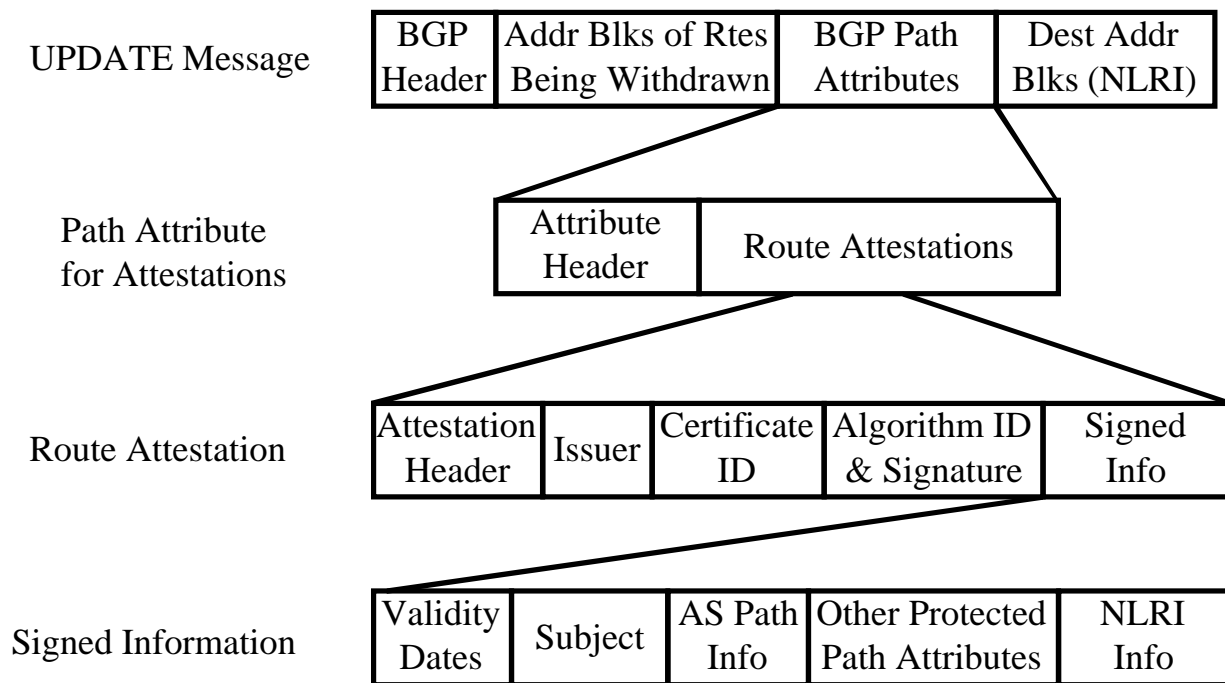 UPDATE Message
BGP
Header
Addr Blks of Rtes
Being Withdrawn
BGP Path
Attributes
Dest Addr
Blks (NLRI)
Path Attribute
for Attestations
Attribute
Header
Route Attestations
Route Attestation
Attestation
Header
Issuer
Certificate
ID
Algorithm ID
& Signature
Signed
Info
Signed Information
Validity
Dates
Subject
AS Path
Info
Other Protected
Path Attributes
NLRI
Info